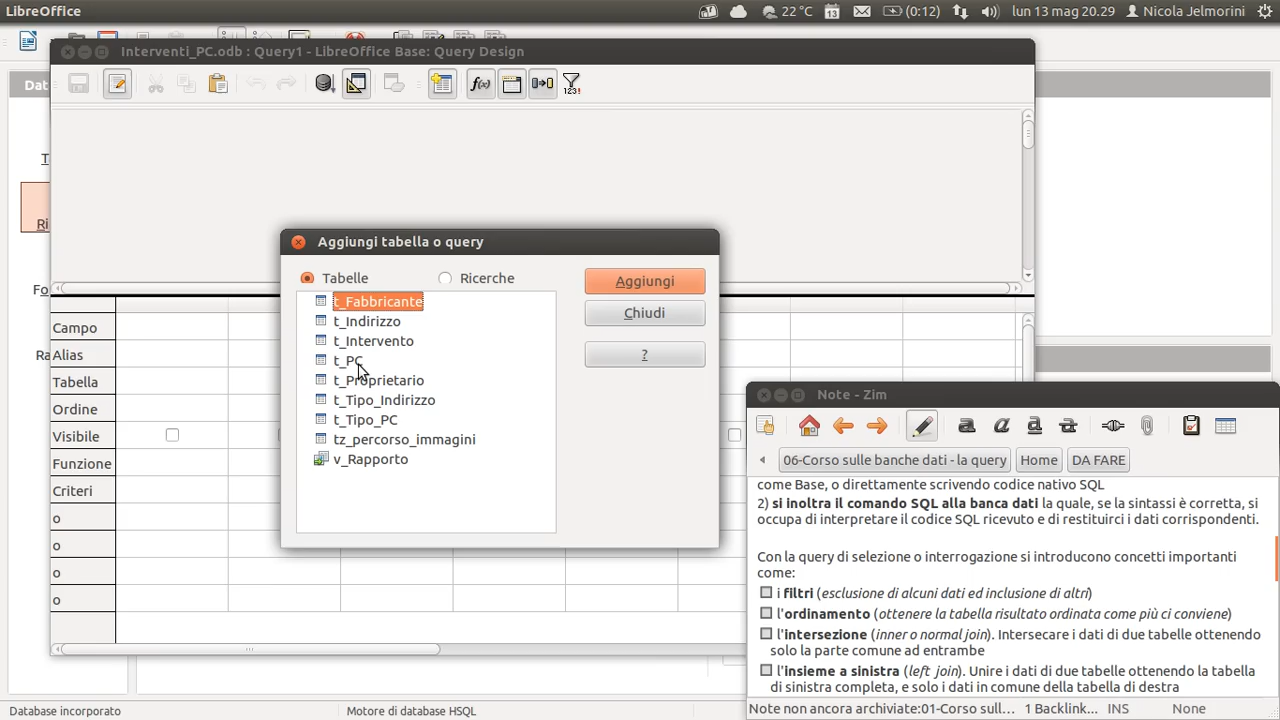 LibreOffice
22 °C
13
(0:12)
lun 13 mag 20.29
Nicola Jelmorini
Interventi_PC.odb : Query1 - LibreOffice Base: Query Design
Dat
f(x)
123!
T
Ri
Fo
Ra
Aggiungi tabella o query
Tabelle
Ricerche
t_Fabbricante
t_Indirizzo
t_Intervento
t_PC
t_Proprietario
t_Tipo_Indirizzo
t_Tipo_PC
tz_percorso_immagini
v_Rapporto
Aggiungi
Chiudi
?
Campo
Alias
Tabella
Ordine
Visibile
Funzione
Criteri
o
o
o
o
Note - Zim
a a a a
06-Corso sulle banche dati - la query
Home
DA FARE
come Base, o direttamente scrivendo codice nativo SQL
2) si inoltra il comando SQL alla banca dati la quale, se la sintassi è corretta, si
occupa di interpretare il codice SQL ricevuto e di restituirci i dati corrispondenti.
Con la query di selezione o interrogazione si introducono concetti importanti
come:
i filtri (esclusione di alcuni dati ed inclusione di altri)
l'ordinamento (ottenere la tabella risultato ordinata come più ci conviene)
l'intersezione (inner o normal join). Intersecare i dati di due tabelle ottenendo
solo la parte comune ad entrambe
l'insieme a sinistra (left join). Unire i dati di due tabelle ottenendo la tabella
di sinistra completa, e solo i dati in comune della tabella di destra
Note non ancora archiviate:01-Corso sull...
1 Backlink...
INS
None
Database incorporato
Motore di database HSQL